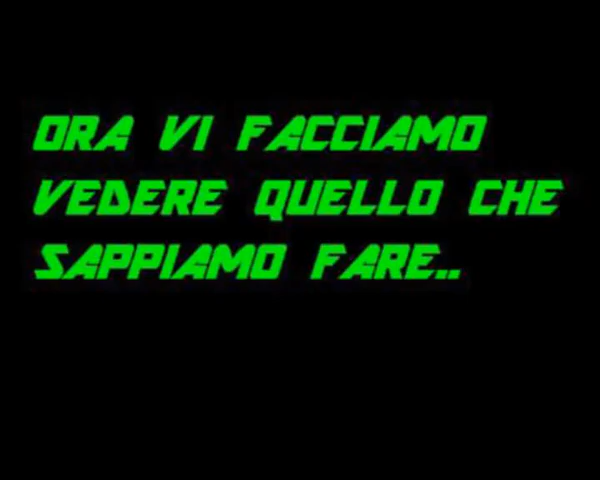 ORA VI FACCIAMO
VEDERE QUELLO CHE
SAPPIAMO FARE..